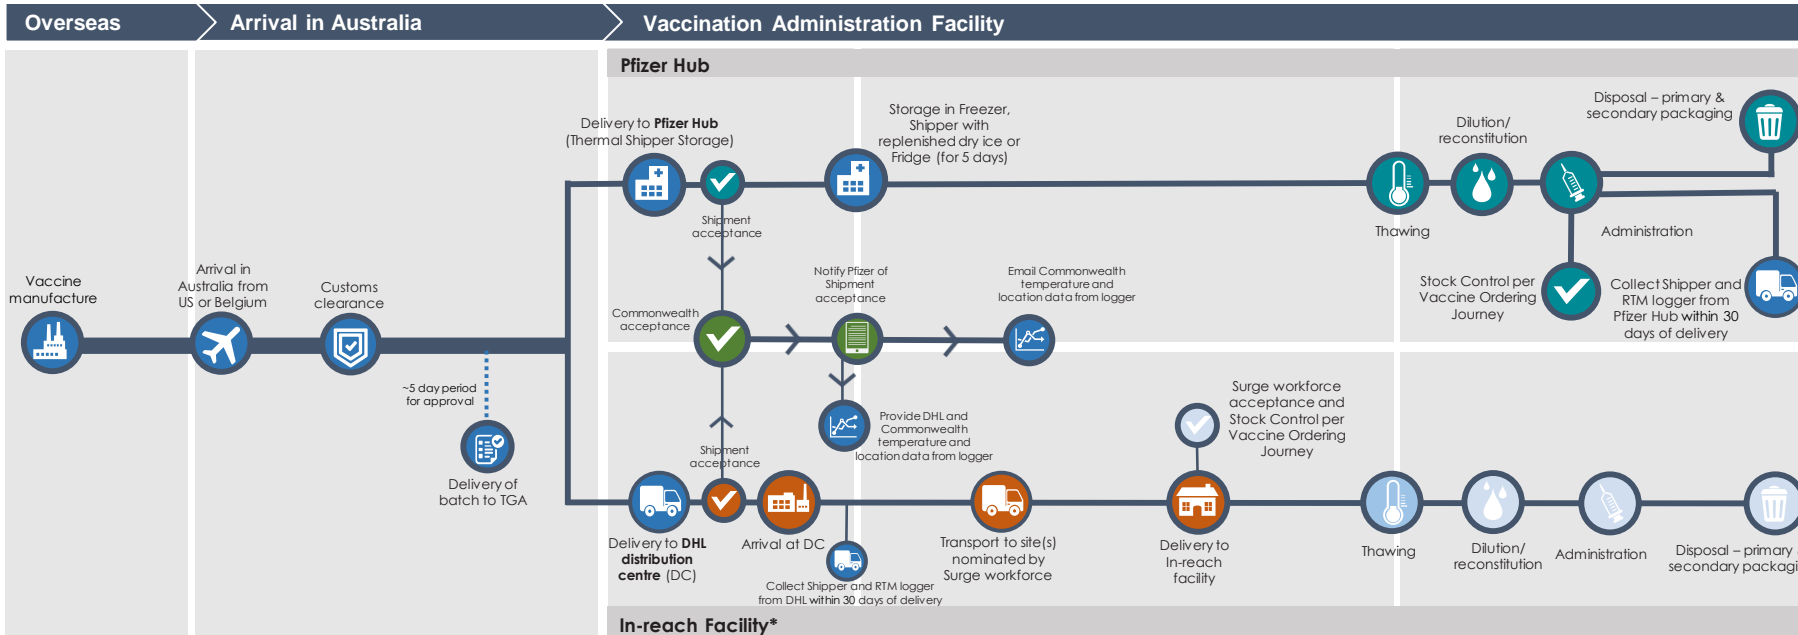 Overseas
Arrival in Australia
Vaccination Administration Facility
Pfizer Hub
Vaccine
manufacture
Arrival in
Australia from
US or Belgium
Customs
clearance
~5 day period
for approval
Delivery of
batch to TGA
Delivery to Pfizer Hub
(Thermal Shipper Storage)
Shipment
acceptance
Storage in Freezer,
Shipper with
replenished dry ice or
Fridge (for 5 days)
Thawing
Dilution/
reconstitution
Administration
Disposal – primary &
secondary packaging
Stock Control per
Vaccine Ordering
Journey
Collect Shipper and
RTM logger from
Pfizer Hub within 30
days of delivery
Commonwealth
acceptance
Notify Pfizer of
Shipment
acceptance
Email Commonwealth
temperature and
location data from logger
Provide DHL and
Commonwealth
temperature and
location data from logger
Shipment
acceptance
Delivery to DHL
distribution
centre (DC)
Arrival at DC
Collect Shipper and RTM logger
from DHL within 30 days of delivery
Transport to site(s)
nominated by
Surge workforce
Surge workforce
acceptance and
Stock Control per
Vaccine Ordering
Journey
Delivery to
In-reach
facility
Thawing
Dilution/
reconstitution
Administration
Disposal – primary
secondary packagi
In-reach Facility*